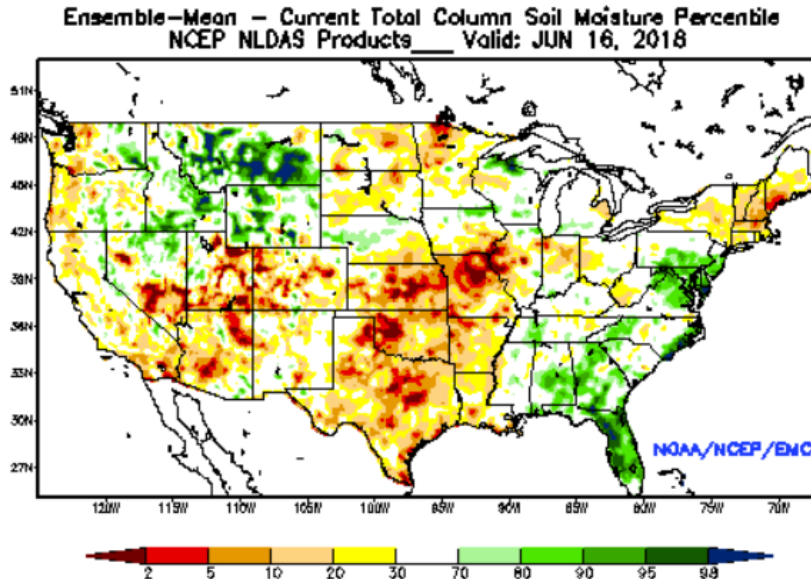 Ensemble-Mean - Current Total Column Soil Moisture Percentile
NCEP NLDAS Products___ Valid: JUN 16, 2018
51N
48N
45N
42N
39N
36N
33N
30N
27N
NOAA/NCEP/EMC
120W 115W 110W 105W 100W 95W 90W 85W 80W 75W 70W
2 5 10 20 30 70 80 90 95 98